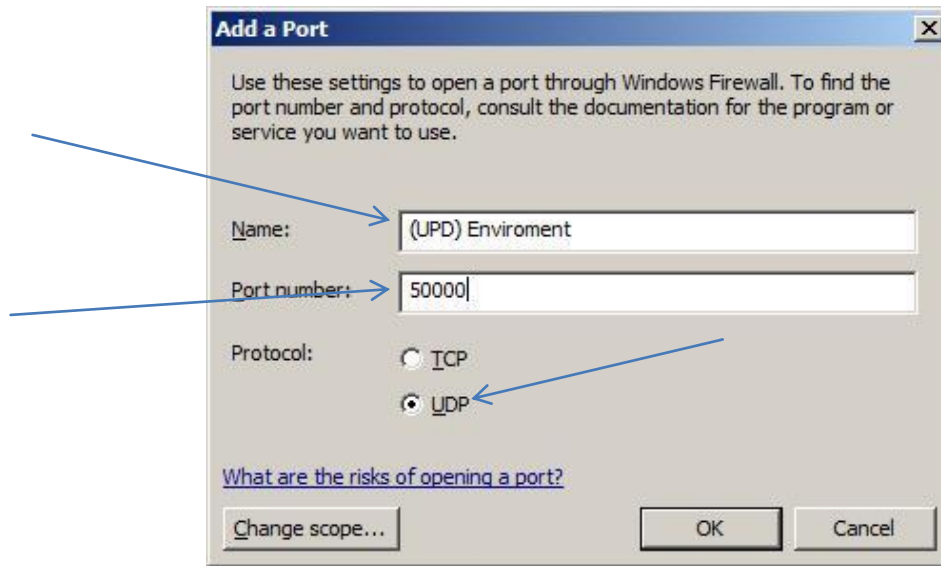 Add a Port
Use these settings to open a port through Windows Firewall. To find the
port number and protocol, consult the documentation for the program or
service you want to use.
Name: (UPD) Enviroment
Port number: 50000
Protocol: TCP
UDP
What are the risks of opening a port?
Change scope... OK Cancel